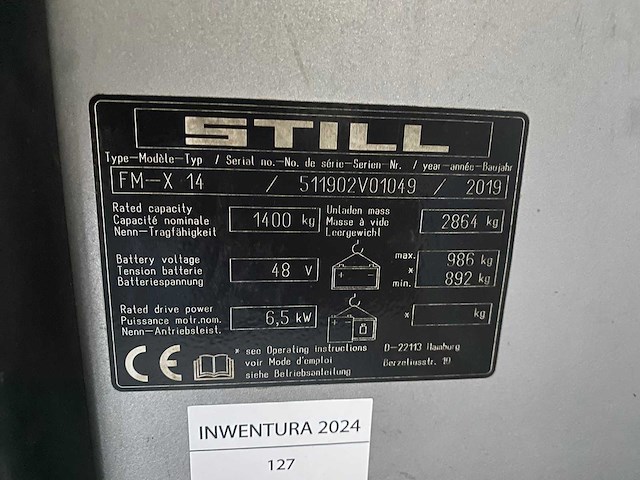 STILL
Type-Modèle-Typ / Serial no.-No. de série-Serien-Nr. / year-année-Baujahr
FM-X 14 / 511902V01049 / 2019
Rated capacity
Capacité nominale
Nenn-Tragfähigkeit
1400 kg
Unladen mass
Masse à vide
Leergewicht
2864 kg
Battery voltage
Tension batterie
Batteriespannung
48 V
max. 986 kg
*
min. 892 kg
Rated drive power
Puissance motr.nom.
Nenn-Antriebsleist.
6,5 kW
* kg
CE
* see Operating Instructions
voir Mode d'emploi
siehe Betriebsanleitung
D-22113 Hamburg
Berzeliusstr. 10
INWENTURA 2024
127